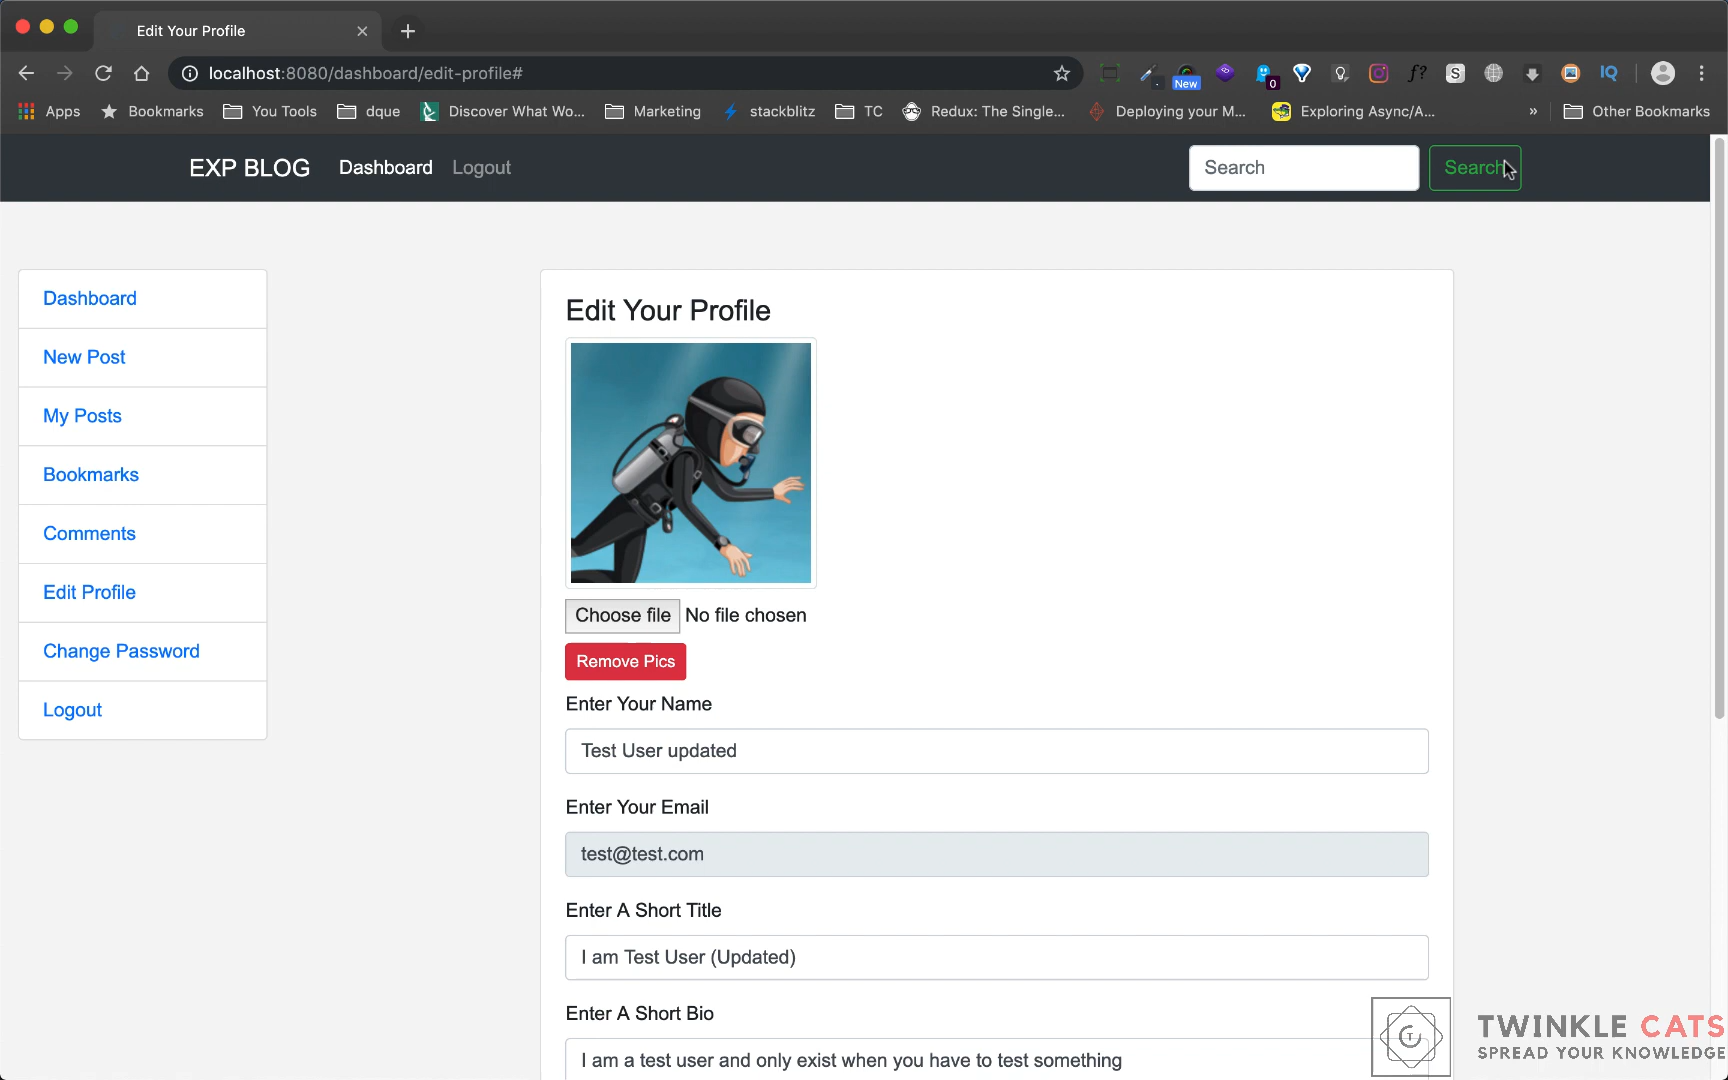 Edit Your Profile
localhost:8080/dashboard/edit-profile#
New
0
f?
S
IQ
Apps
Bookmarks
You Tools
dque
Discover What Wo...
Marketing
stackblitz
TC
Redux: The Single...
Deploying your M...
Exploring Async/A...
»
Other Bookmarks
EXP BLOG
Dashboard
Logout
Search
Search
Dashboard
New Post
My Posts
Bookmarks
Comments
Edit Profile
Change Password
Logout
Edit Your Profile
Choose file No file chosen
Remove Pics
Enter Your Name
Test User updated
Enter Your Email
test@test.com
Enter A Short Title
I am Test User (Updated)
Enter A Short Bio
I am a test user and only exist when you have to test something
TWINKLE CATS
SPREAD YOUR KNOWLEDGE